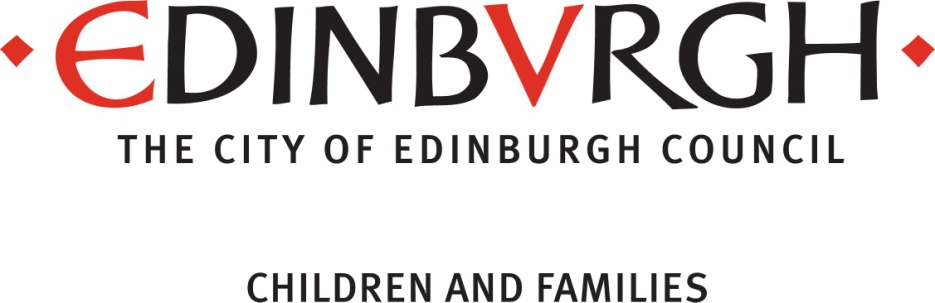 EDINBVRGH
THE CITY OF EDINBURGH COUNCIL
CHILDREN AND FAMILIES